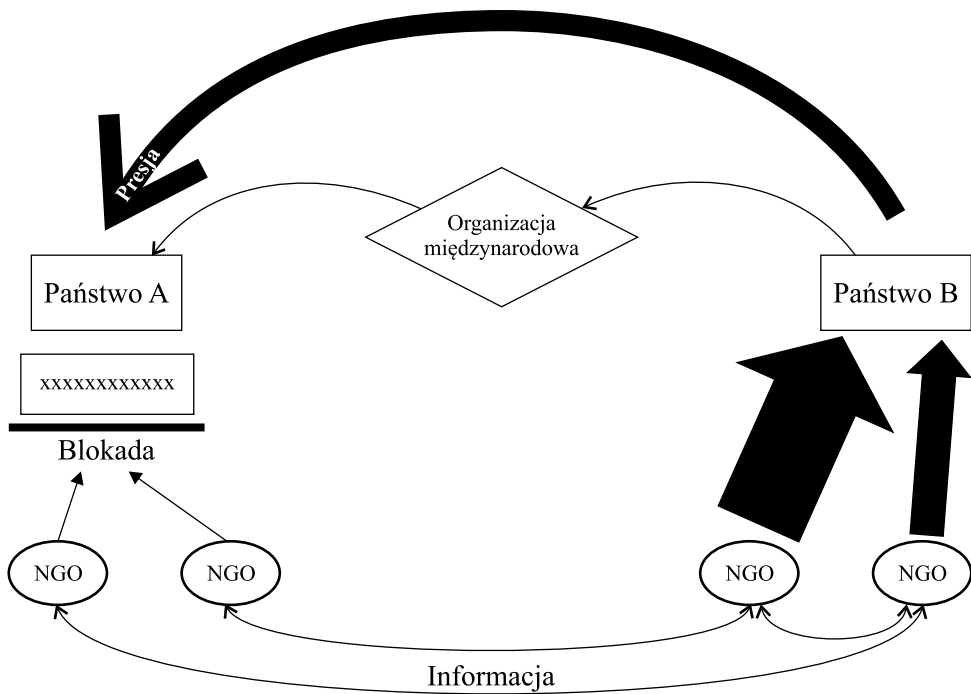 Presja
Organizacja
międzynarodowa
Państwo A
Państwo B
xxxxxxxxxxxx
Blokada
NGO
NGO
NGO
NGO
Informacja